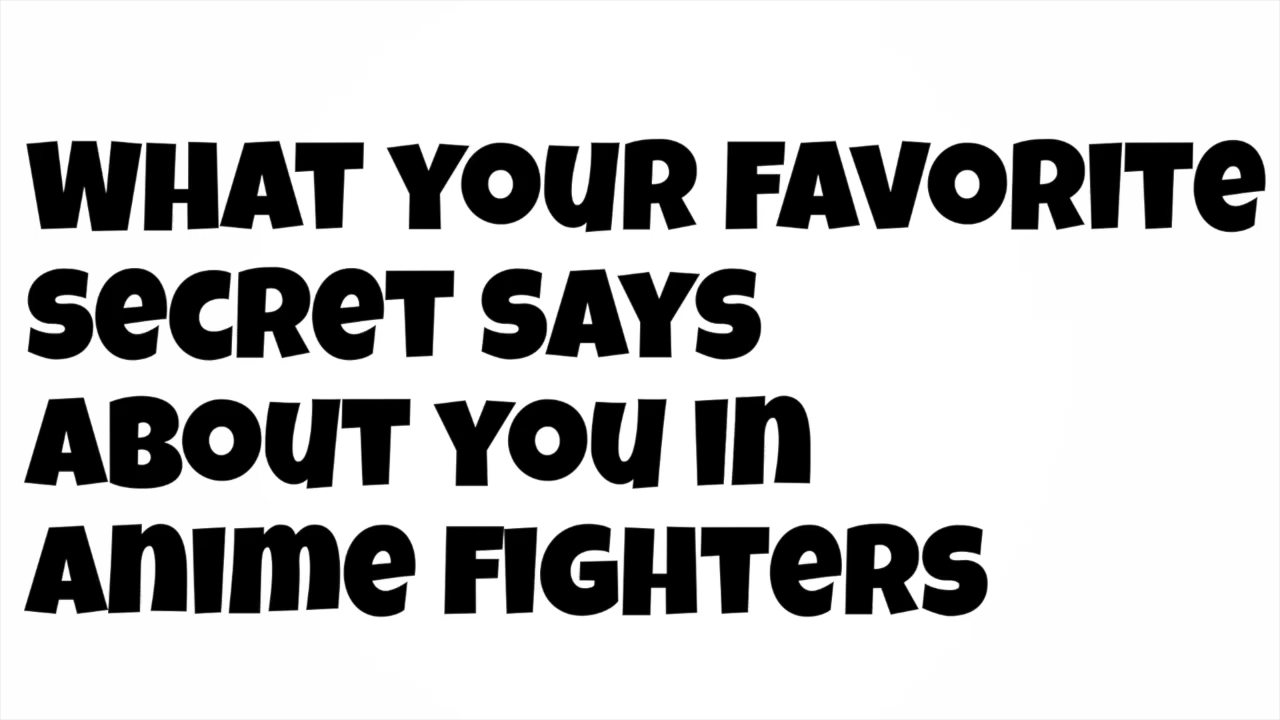 WHAT YOUR FAVORITE
SECRET SAYS
ABOUT YOU IN
ANIME FIGHTERS